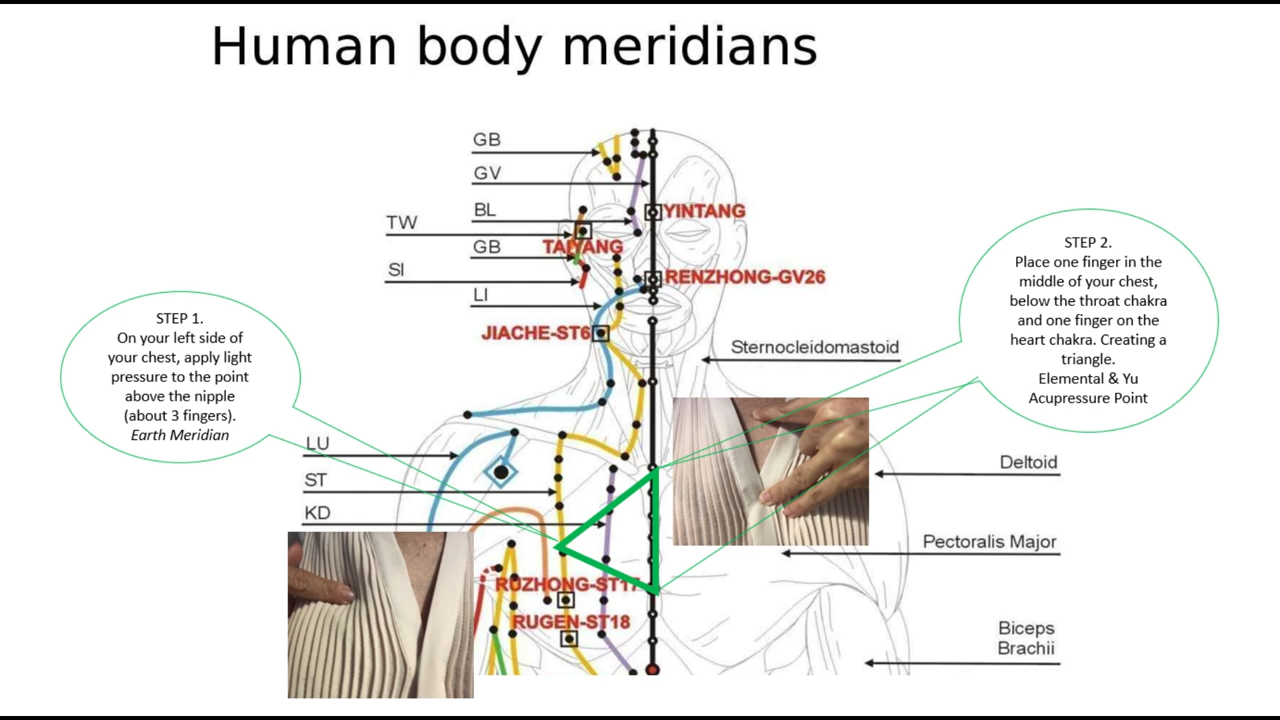 Human body meridians
GB
GV
BL
TW
GB
SI
LI
YINTANG
TAIYANG
RENZHONG-GV26
JIACHE-ST6
Sternocleidomastoid
STEP 1.
On your left side of
your chest, apply light
pressure to the point
above the nipple
(about 3 fingers).
Earth Meridian
STEP 2.
Place one finger in the
middle of your chest,
below the throat chakra
and one finger on the
heart chakra. Creating a
triangle.
Elemental & Yu
Acupressure Point
LU
ST
KD
Deltoid
Pectoralis Major
RUZHONG-ST17
RUGEN-ST18
Biceps
Brachii